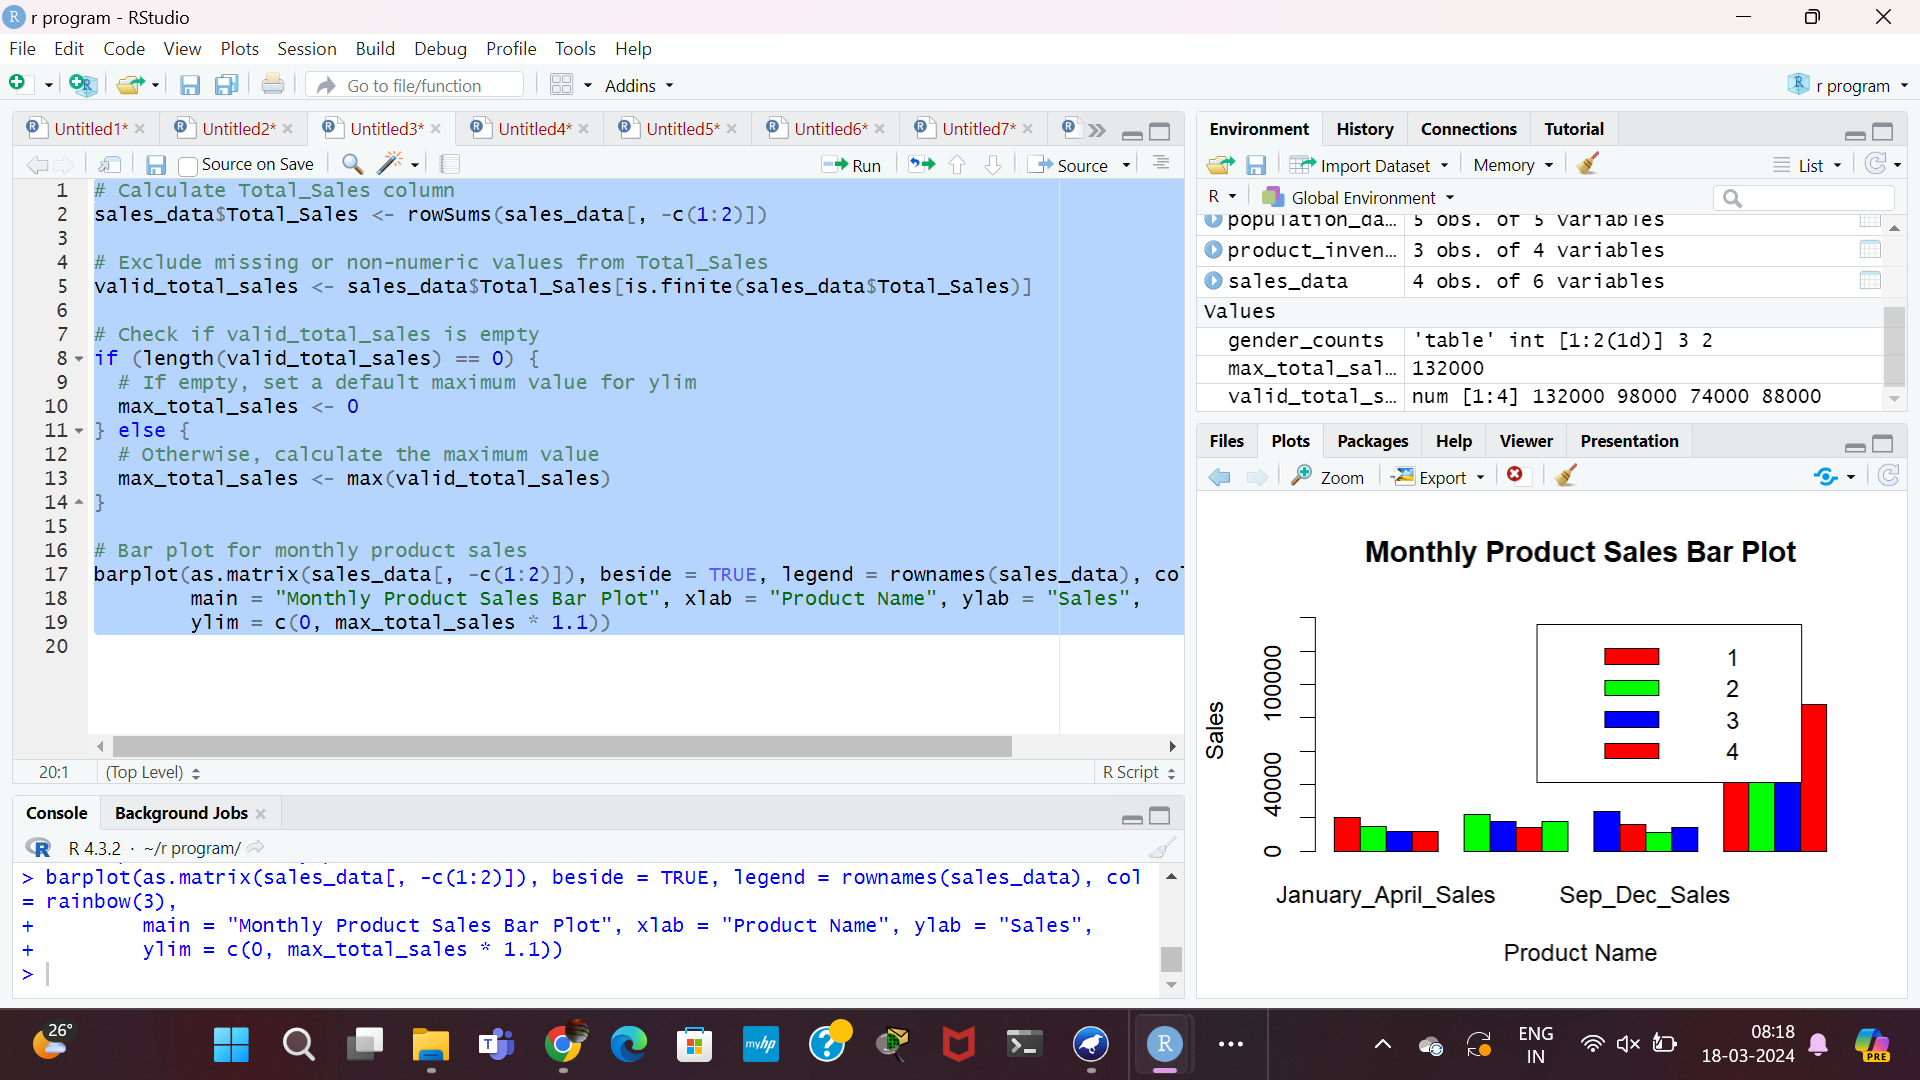 r program - RStudio
File Edit Code View Plots Session Build Debug Profile Tools Help
Go to file/function Addins r program
Untitled1* Untitled2* Untitled3* Untitled4* Untitled5* Untitled6* Untitled7*
Source on Save Run Source
1 # Calculate Total_Sales column
2 sales_data$Total_Sales <- rowSums(sales_data[, -c(1:2)])
3
4 # Exclude missing or non-numeric values from Total_Sales
5 valid_total_sales <- sales_data$Total_Sales[is.finite(sales_data$Total_Sales)]
6
7 # Check if valid_total_sales is empty
8 if (length(valid_total_sales) == 0) {
9 # If empty, set a default maximum value for ylim
10 max_total_sales <- 0
11 } else {
12 # Otherwise, calculate the maximum value
13 max_total_sales <- max(valid_total_sales)
14 }
15
16 # Bar plot for monthly product sales
17 barplot(as.matrix(sales_data[, -c(1:2)]), beside = TRUE, legend = rownames(sales_data), co
18 main = "Monthly Product Sales Bar Plot", xlab = "Product Name", ylab = "Sales",
19 ylim = c(0, max_total_sales * 1.1))
20
20:1 (Top Level) R Script
Console Background Jobs
R 4.3.2 · ~/r program/
> barplot(as.matrix(sales_data[, -c(1:2)]), beside = TRUE, legend = rownames(sales_data), col
= rainbow(3),
+ main = "Monthly Product Sales Bar Plot", xlab = "Product Name", ylab = "Sales",
+ ylim = c(0, max_total_sales * 1.1))
>
Environment History Connections Tutorial
Import Dataset Memory List
R Global Environment
population_da... 5 obs. of 5 variables
product_inven... 3 obs. of 4 variables
sales_data 4 obs. of 6 variables
Values
gender_counts 'table' int [1:2(1d)] 3 2
max_total_sal... 132000
valid_total_s... num [1:4] 132000 98000 74000 88000
Files Plots Packages Help Viewer Presentation
Zoom Export
Monthly Product Sales Bar Plot
1
2
3
4
Sales
100000
40000
0
January_April_Sales Sep_Dec_Sales
Product Name
26°
myhp
ENG
IN
08:18
18-03-2024
PRE